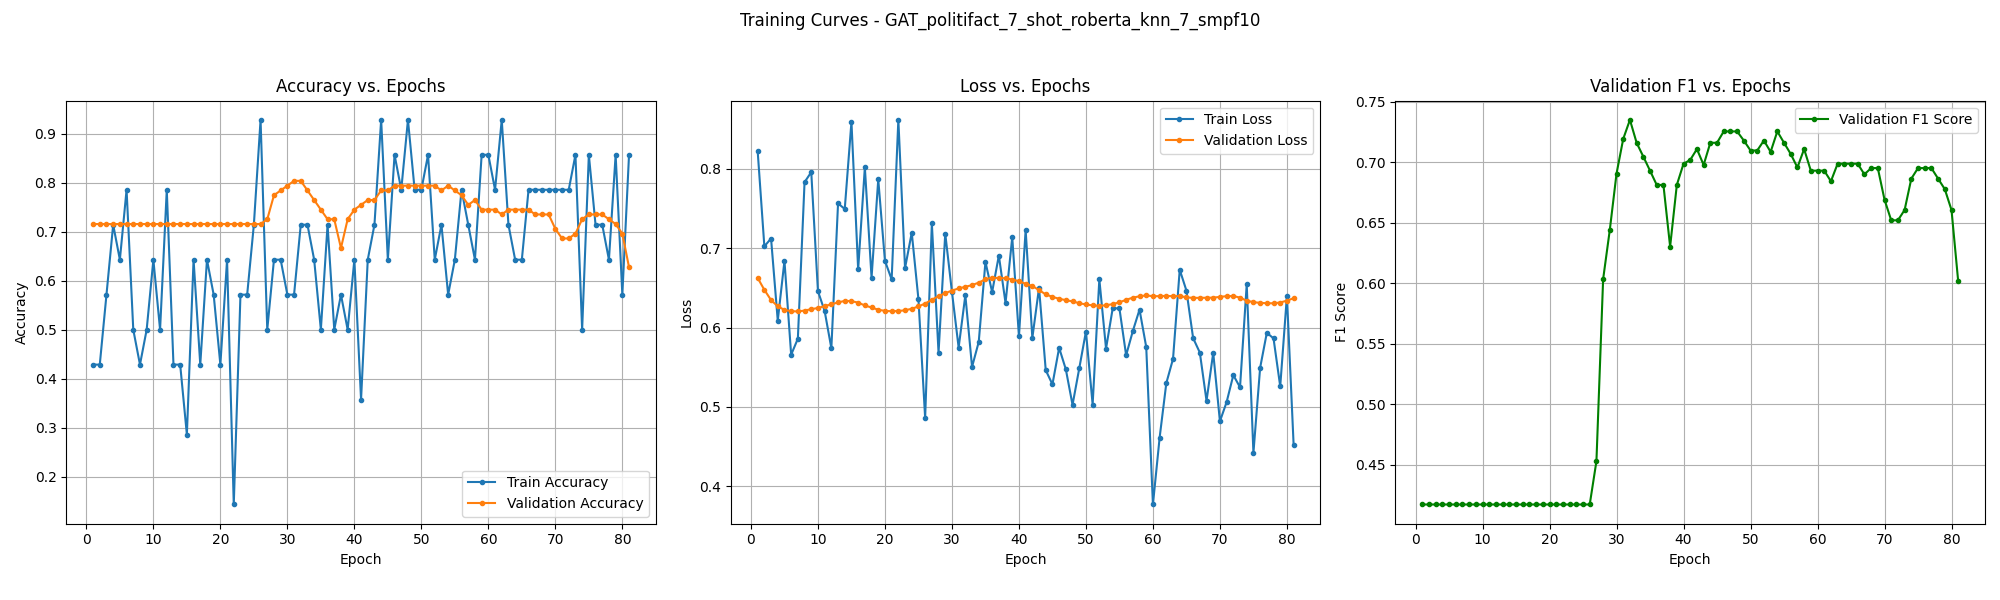 Training Curves - GAT_politifact_7_shot_roberta_knn_7_smpf10
Accuracy vs. Epochs
Accuracy
0.9
0.8
0.7
0.6
0.5
0.4
0.3
0.2
Train Accuracy
Validation Accuracy
0 10 20 30 40 50 60 70 80
Epoch
Loss vs. Epochs
Loss
0.8
0.7
0.6
0.5
0.4
Train Loss
Validation Loss
0 10 20 30 40 50 60 70 80
Epoch
Validation F1 vs. Epochs
F1 Score
0.75
0.70
0.65
0.60
0.55
0.50
0.45
Validation F1 Score
0 10 20 30 40 50 60 70 80
Epoch